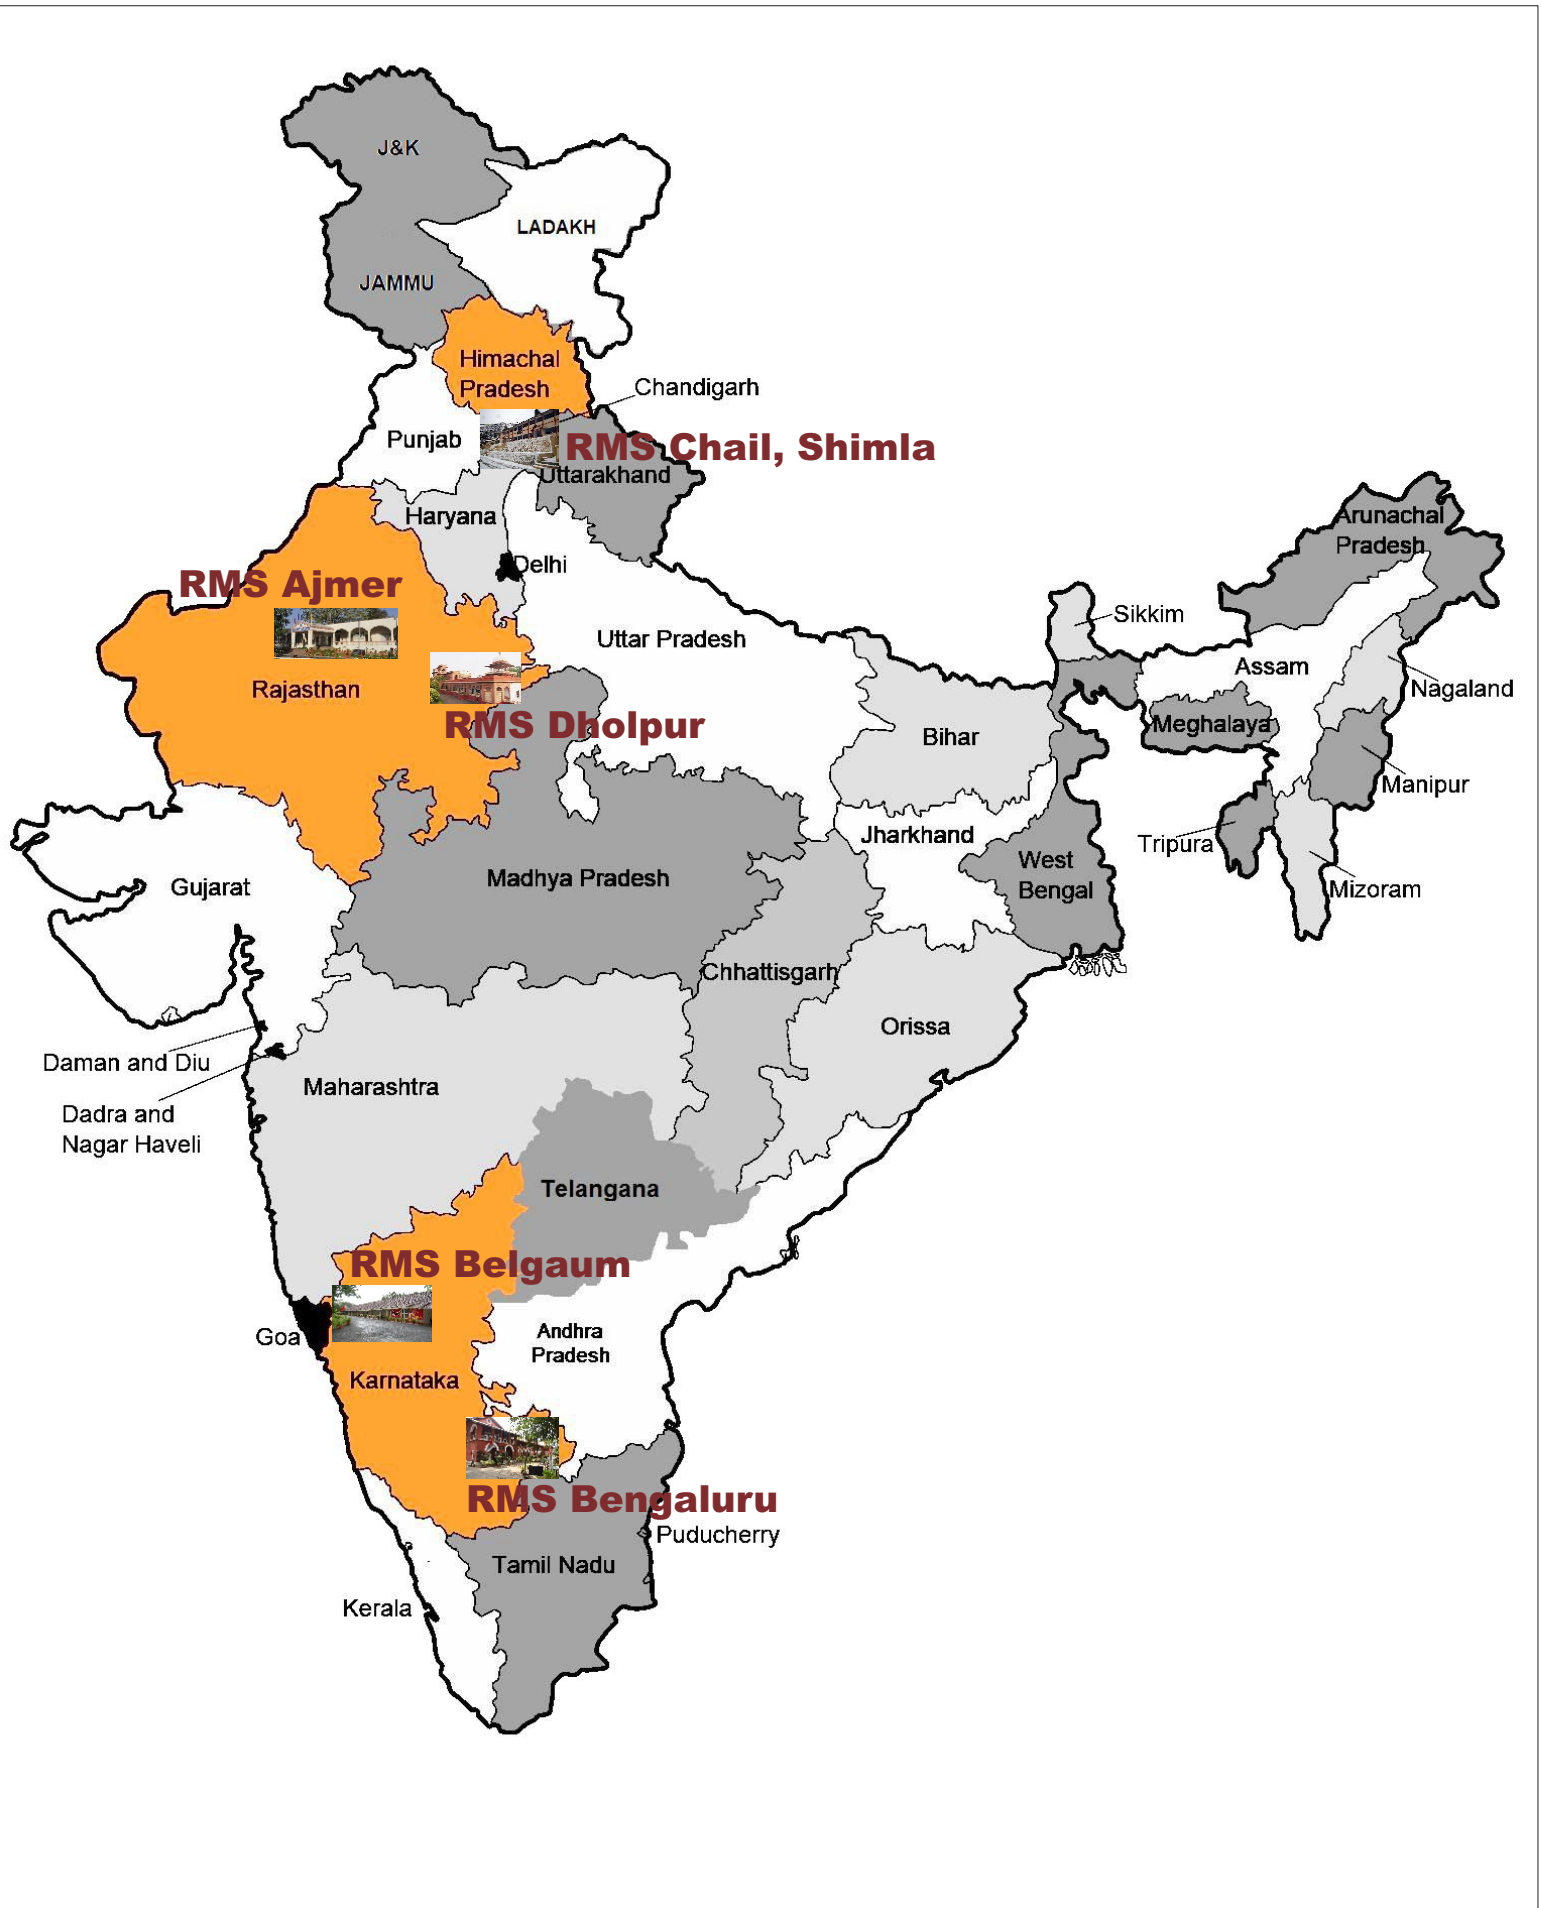 J&K
LADAKH
JAMMU
Himachal
Pradesh
Chandigarh
Punjab
RMS Chail, Shimla
Uttarakhand
Haryana
Delhi
Arunachal
Pradesh
RMS Ajmer
Sikkim
Uttar Pradesh
Assam
Rajasthan
Nagaland
RMS Dholpur
Meghalaya
Bihar
Manipur
Jharkhand
Tripura
West
Bengal
Madhya Pradesh
Gujarat
Mizoram
Chhattisgarh
Orissa
Daman and Diu
Maharashtra
Dadra and
Nagar Haveli
Telangana
RMS Belgaum
Goa
Andhra
Pradesh
Karnataka
RMS Bengaluru
Puducherry
Tamil Nadu
Kerala